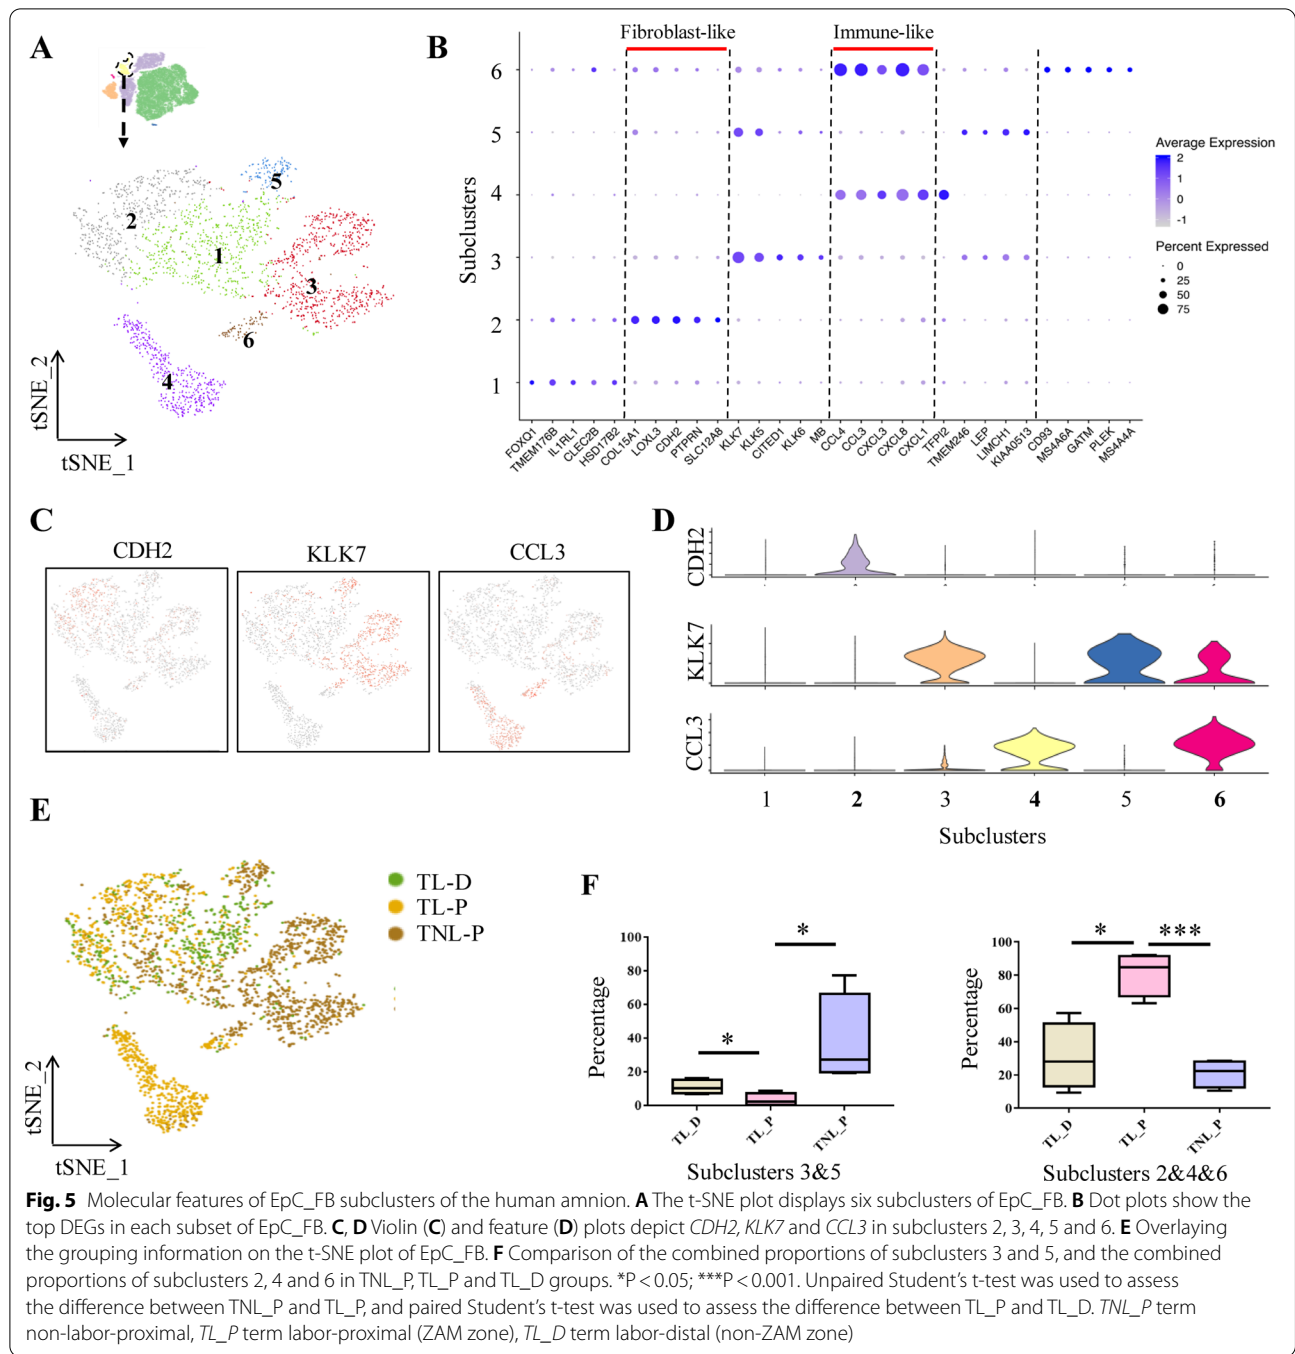 A
5
2
1
3
6
4
tSNE_2
tSNE_1
B
Fibroblast-like
Immune-like
Subclusters
6
5
4
3
2
1
FOXQ1
TMEM176B
IL1RL1
CLEC2B
HSD17B2
COL15A1
LOXL3
CDH2
PTPRN
SLC12A8
KLK7
KLK5
CITED1
KLK6
MB
CCL4
CCL3
CXCL3
CXCL8
CXCL1
TFPI2
TMEM246
LEP
LIMCH1
KIAA0513
CD93
MS4A6A
GATM
PLEK
MS4A4A
Average Expression
2
1
0
-1
Percent Expressed
0
25
50
75
C
CDH2
KLK7
CCL3
D
CDH2
KLK7
CCL3
1 2 3 4 5 6
Subclusters
E
TL-D
TL-P
TNL-P
tSNE_2
tSNE_1
F
Percentage
100
80
60
40
20
0
*
*
TL_D
TL_P
TNL_P
Subclusters 3&5
Percentage
100
80
60
40
20
0
*
***
TL_D
TL_P
TNL_P
Subclusters 2&4&6
Fig. 5 Molecular features of EpC_FB subclusters of the human amnion. A The t-SNE plot displays six subclusters of EpC_FB. B Dot plots show the
top DEGs in each subset of EpC_FB. C, D Violin (C) and feature (D) plots depict CDH2, KLK7 and CCL3 in subclusters 2, 3, 4, 5 and 6. E Overlaying
the grouping information on the t-SNE plot of EpC_FB. F Comparison of the combined proportions of subclusters 3 and 5, and the combined
proportions of subclusters 2, 4 and 6 in TNL_P, TL_P and TL_D groups. *P < 0.05; ***P < 0.001. Unpaired Student's t-test was used to assess
the difference between TNL_P and TL_P, and paired Student's t-test was used to assess the difference between TL_P and TL_D. TNL_P term
non-labor-proximal, TL_P term labor-proximal (ZAM zone), TL_D term labor-distal (non-ZAM zone)